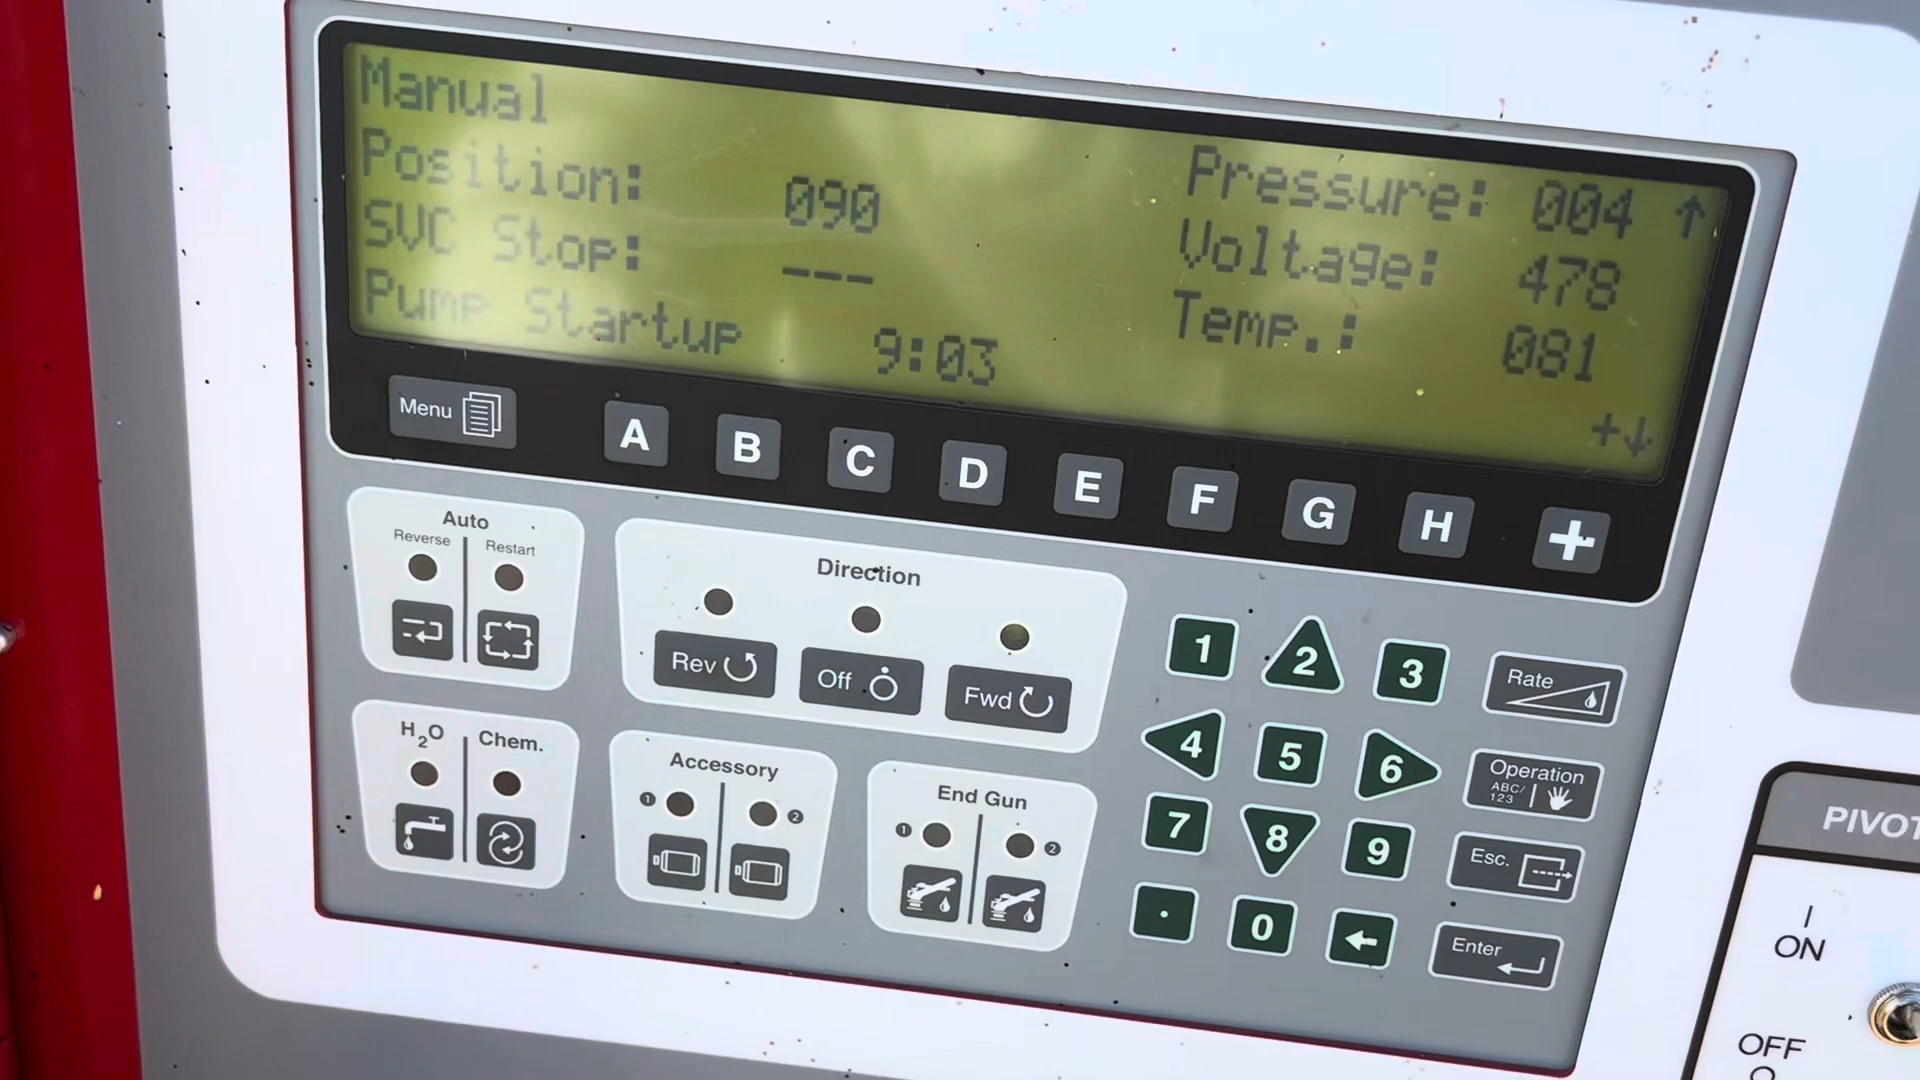 Manual
Position: 090 Pressure: 004 ↑
SVC Stop: --- Voltage: 478
Pump Startup 9:03 Temp.: 081
+↓
Menu A B C D E F G H +
Auto
Reverse Restart
Direction
Rev Off Fwd
1 2 3 Rate
H2O Chem.
Accessory
1 2
End Gun
1 2
4 5 6 Operation
ABC/
123
7 8 9 Esc.
. 0 ← Enter
PIVOT
I
ON
OFF
O